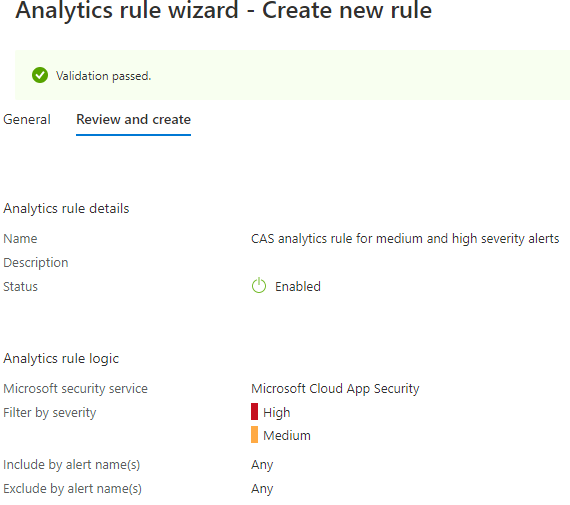 Analytics rule wizard - Create new rule
Validation passed.
General Review and create
Analytics rule details
Name CAS analytics rule for medium and high severity alerts
Description
Status Enabled
Analytics rule logic
Microsoft security service Microsoft Cloud App Security
Filter by severity High
Medium
Include by alert name(s) Any
Exclude by alert name(s) Any